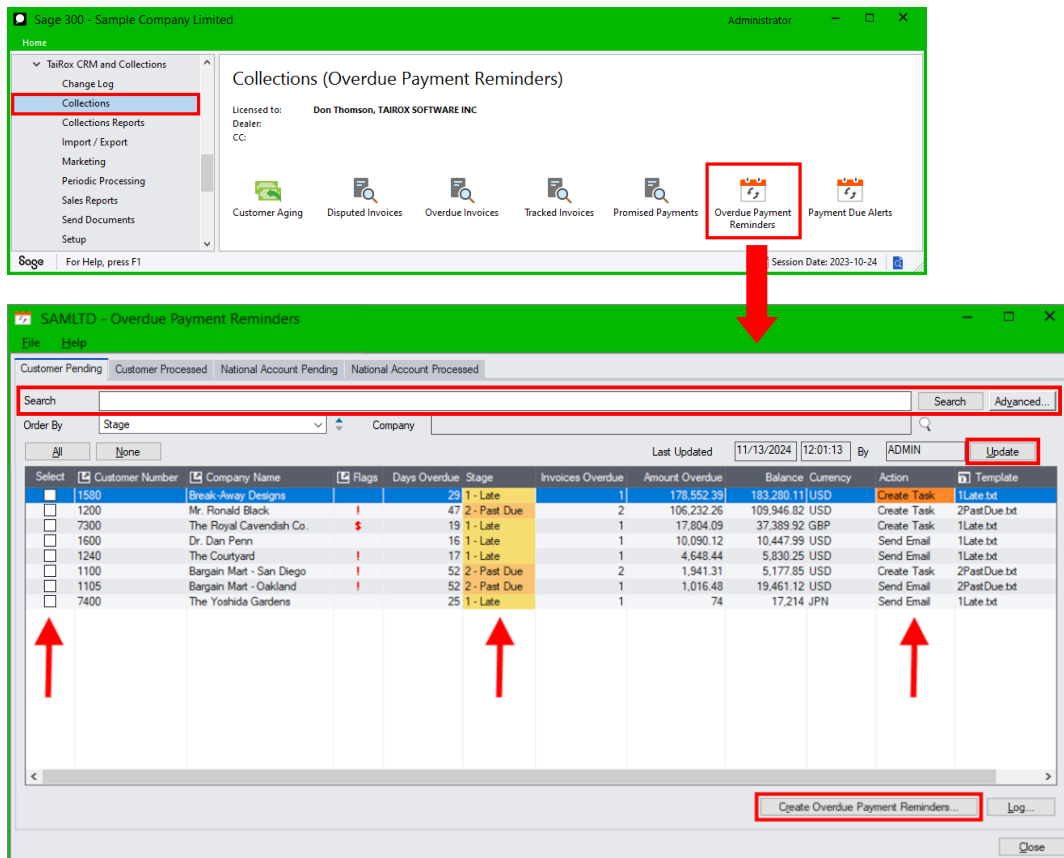 Sage 300 - Sample Company Limited Administrator
Home
TaiRox CRM and Collections
Change Log
Collections
Collections Reports
Import / Export
Marketing
Periodic Processing
Sales Reports
Send Documents
Setup
Collections (Overdue Payment Reminders)
Licensed to: Don Thomson, TAIROX SOFTWARE INC
Dealer:
CC:
Customer Aging Disputed Invoices Overdue Invoices Tracked Invoices Promised Payments Overdue Payment Reminders Payment Due Alerts
Sage For Help, press F1 Session Date: 2023-10-24
SAMLTD - Overdue Payment Reminders
File Help
Customer Pending Customer Processed National Account Pending National Account Processed
Search Search Advanced...
Order By Stage Company
All None Last Updated 11/13/2024 12:01:13 By ADMIN Update
Select Customer Number Company Name Flags Days Overdue Stage Invoices Overdue Amount Overdue Balance Currency Action Template
1580 Break-Away Designs 29 1 - Late 1 178,552.39 183,280.11 USD Create Task 1Late.txt
1200 Mr. Ronald Black ! 47 2 - Past Due 2 106,232.26 109,946.82 USD Create Task 2PastDue.txt
7300 The Royal Cavendish Co. $ 19 1 - Late 1 17,804.09 37,389.92 GBP Create Task 1Late.txt
1600 Dr. Dan Penn 16 1 - Late 1 10,090.12 10,447.99 USD Send Email 1Late.txt
1240 The Courtyard ! 17 1 - Late 1 4,648.44 5,830.25 USD Send Email 1Late.txt
1100 Bargain Mart - San Diego ! 52 2 - Past Due 2 1,941.31 5,177.85 USD Create Task 2PastDue.txt
1105 Bargain Mart - Oakland ! 52 2 - Past Due 1 1,016.48 19,461.12 USD Send Email 2PastDue.txt
7400 The Yoshida Gardens 25 1 - Late 1 74 17,214 JPN Send Email 1Late.txt
Create Overdue Payment Reminders... Log...
Close